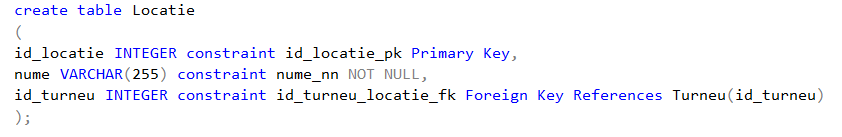 create table Locatie
(
id_locatie INTEGER constraint id_locatie_pk Primary Key,
nume VARCHAR(255) constraint nume_nn NOT NULL,
id_turneu INTEGER constraint id_turneu_locatie_fk Foreign Key References Turneu(id_turneu)
);